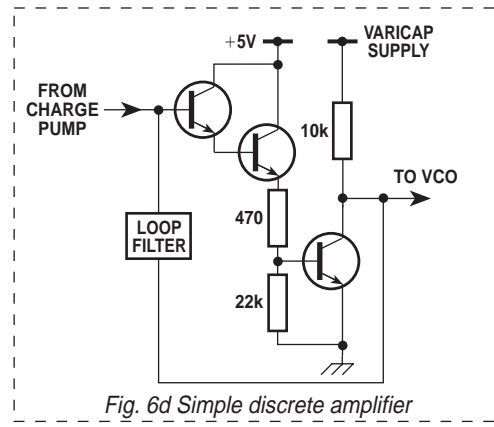 +5V
VARICAP
SUPPLY
FROM
CHARGE
PUMP
10k
TO VCO
LOOP
FILTER
470
22k
Fig. 6d Simple discrete amplifier